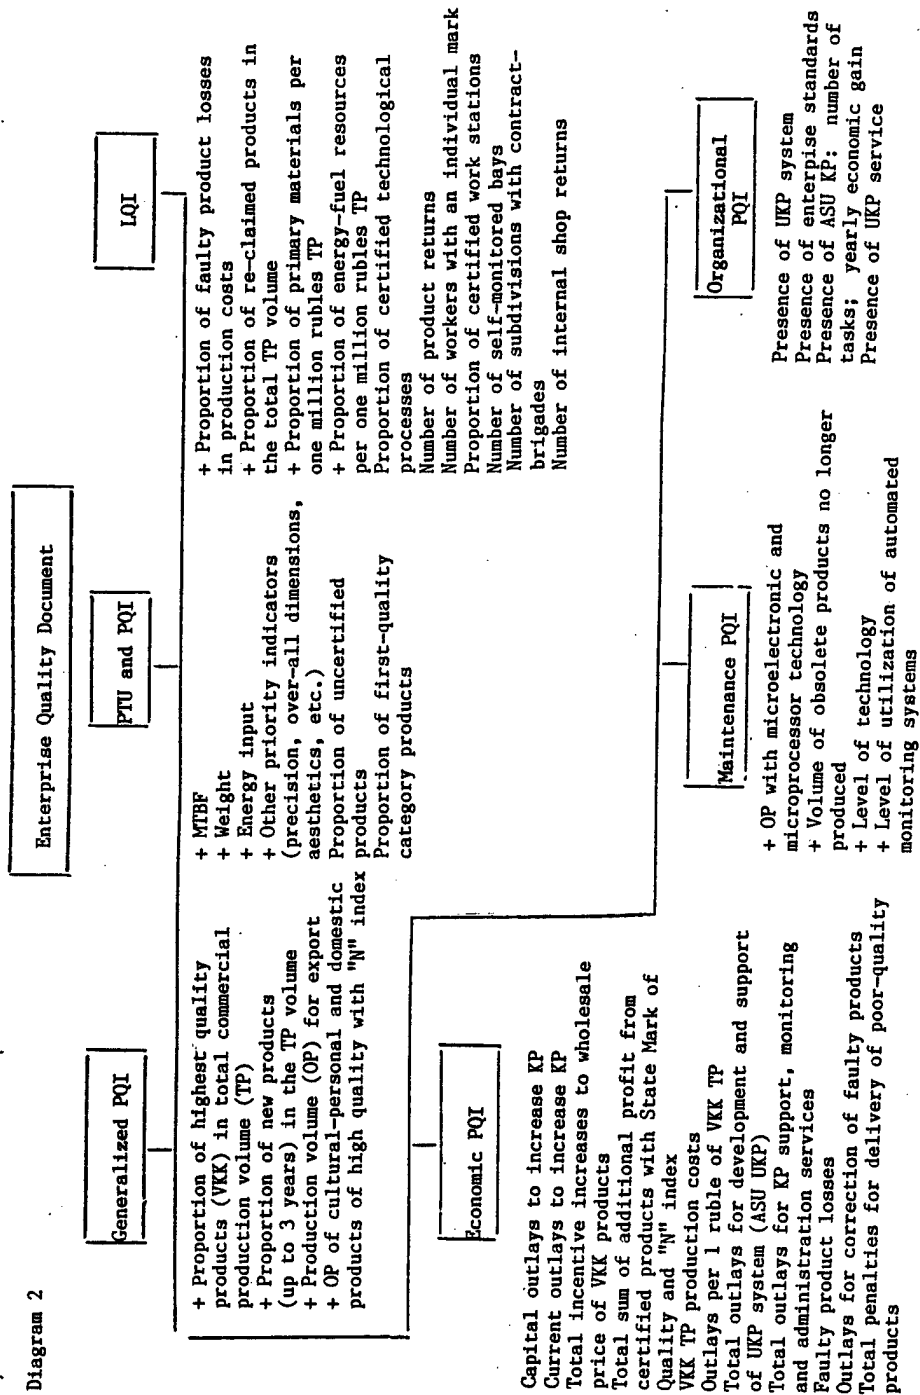 Diagram 2
Enterprise Quality Document
Generalized PQI
+ Proportion of highest quality
products (VKK) in total commercial
production volume (TP)
+ Proportion of new products
(up to 3 years) in the TP volume
+ Production volume (OP) for export
+ OP of cultural-personal and domestic
products of high quality with "N" index
PTU and PQI
+ MTBF
+ Weight
+ Energy input
+ Other priority indicators
(precision, over-all dimensions,
aesthetics, etc.)
Proportion of uncertified
products
Proportion of first-quality
category products
LQI
+ Proportion of faulty product losses
in production costs
+ Proportion of re-claimed products in
the total TP volume
+ Proportion of primary materials per
one million rubles TP
+ Proportion of energy-fuel resources
per one million rubles TP
Proportion of certified technological
processes
Number of product returns
Number of workers with an individual mark
Proportion of certified work stations
Number of self-monitored bays
Number of subdivisions with contract-
brigades
Number of internal shop returns
Economic PQI
Capital outlays to increase KP
Current outlays to increase KP
Total incentive increases to wholesale
price of VKK products
Total sum of additional profit from
certified products with State Mark of
Quality and "N" index
VKK TP production costs
Outlays per 1 ruble of VKK TP
Total outlays for development and support
of UKP system (ASU UKP)
Total outlays for KP support, monitoring
and administration services
Faulty product losses
Outlays for correction of faulty products
Total penalties for delivery of poor-quality
products
Maintenance PQI
+ OP with microelectronic and
microprocessor technology
+ Volume of obsolete products no longer
produced
+ Level of technology
+ Level of utilization of automated
monitoring systems
Organizational
PQI
Presence of UKP system
Presence of enterpise standards
Presence of ASU KP: number of
tasks; yearly economic gain
Presence of UKP service